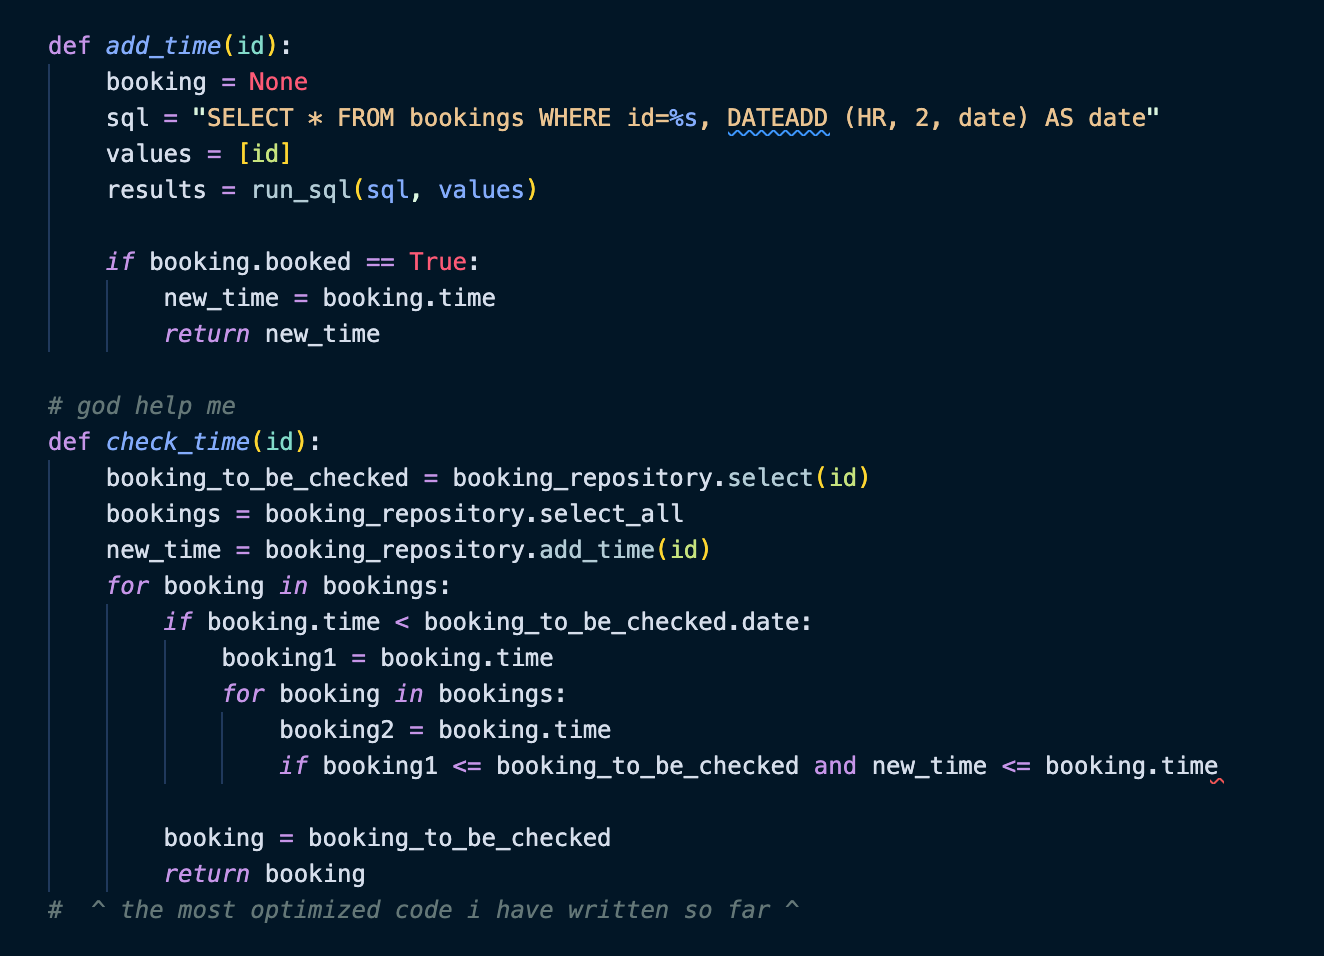 def add_time(id):
    booking = None
    sql = "SELECT * FROM bookings WHERE id=%s, DATEADD (HR, 2, date) AS date"
    values = [id]
    results = run_sql(sql, values)

    if booking.booked == True:
        new_time = booking.time
        return new_time

# god help me
def check_time(id):
    booking_to_be_checked = booking_repository.select(id)
    bookings = booking_repository.select_all
    new_time = booking_repository.add_time(id)
    for booking in bookings:
        if booking.time < booking_to_be_checked.date:
            booking1 = booking.time
            for booking in bookings:
                booking2 = booking.time
                if booking1 <= booking_to_be_checked and new_time <= booking.time

        booking = booking_to_be_checked
        return booking
#  ^ the most optimized code i have written so far ^